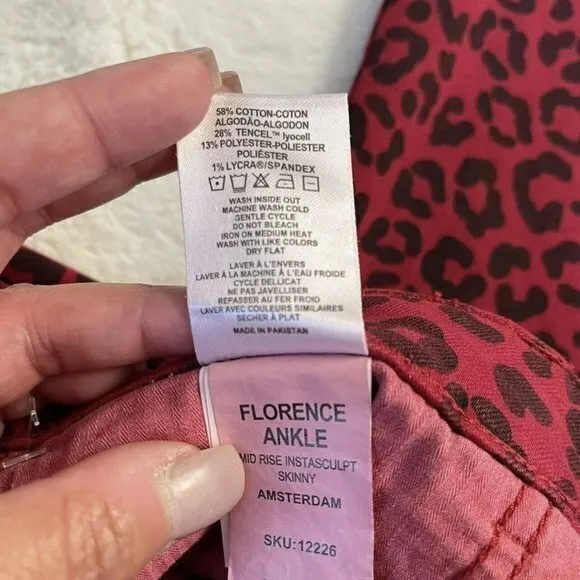 58% COTTON-COTON
ALGODÃO-ALGODON
28% TENCEL™ lyocell
13% POLYESTER-POLIESTER
POLIÉSTER
1% LYCRA®/SPANDEX
WASH INSIDE OUT
MACHINE WASH COLD
GENTLE CYCLE
DO NOT BLEACH
IRON ON MEDIUM HEAT
WASH WITH LIKE COLORS
DRY FLAT
LAVER À L'ENVERS
LAVER À LA MACHINE À L'EAU FROIDE
CYCLE DELLICAT
NE PAS JAVELLISER
REPASSER AU FER FROID
LAVER AVEC COULEURS SIMILAIRES
SECHER À PLAT
MADE IN PAKISTAN
FLORENCE
ANKLE
MID RISE INSTASCULPT
SKINNY
AMSTERDAM
SKU:12226